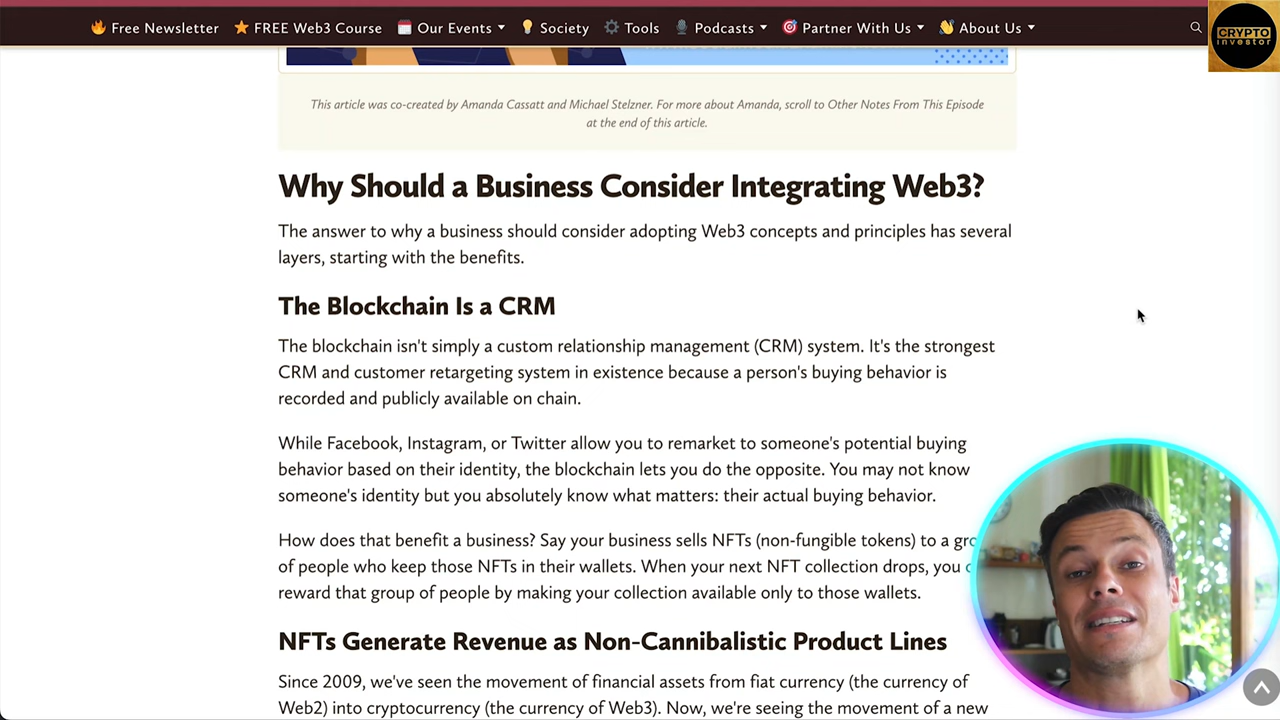 Free Newsletter FREE Web3 Course Our Events Society Tools Podcasts Partner With Us About Us
CRYPTO
investor
This article was co-created by Amanda Cassatt and Michael Stelzner. For more about Amanda, scroll to Other Notes From This Episode
at the end of this article.
Why Should a Business Consider Integrating Web3?
The answer to why a business should consider adopting Web3 concepts and principles has several
layers, starting with the benefits.
The Blockchain Is a CRM
The blockchain isn't simply a custom relationship management (CRM) system. It's the strongest
CRM and customer retargeting system in existence because a person's buying behavior is
recorded and publicly available on chain.
While Facebook, Instagram, or Twitter allow you to remarket to someone's potential buying
behavior based on their identity, the blockchain lets you do the opposite. You may not know
someone's identity but you absolutely know what matters: their actual buying behavior.
How does that benefit a business? Say your business sells NFTs (non-fungible tokens) to a
of people who keep those NFTs in their wallets. When your next NFT collection drops, you
reward that group of people by making your collection available only to those wallets.
NFTs Generate Revenue as Non-Cannibalistic Product Lines
Since 2009, we've seen the movement of financial assets from fiat currency (the currency of
Web2) into cryptocurrency (the currency of Web3). Now, we're seeing the movement of a new